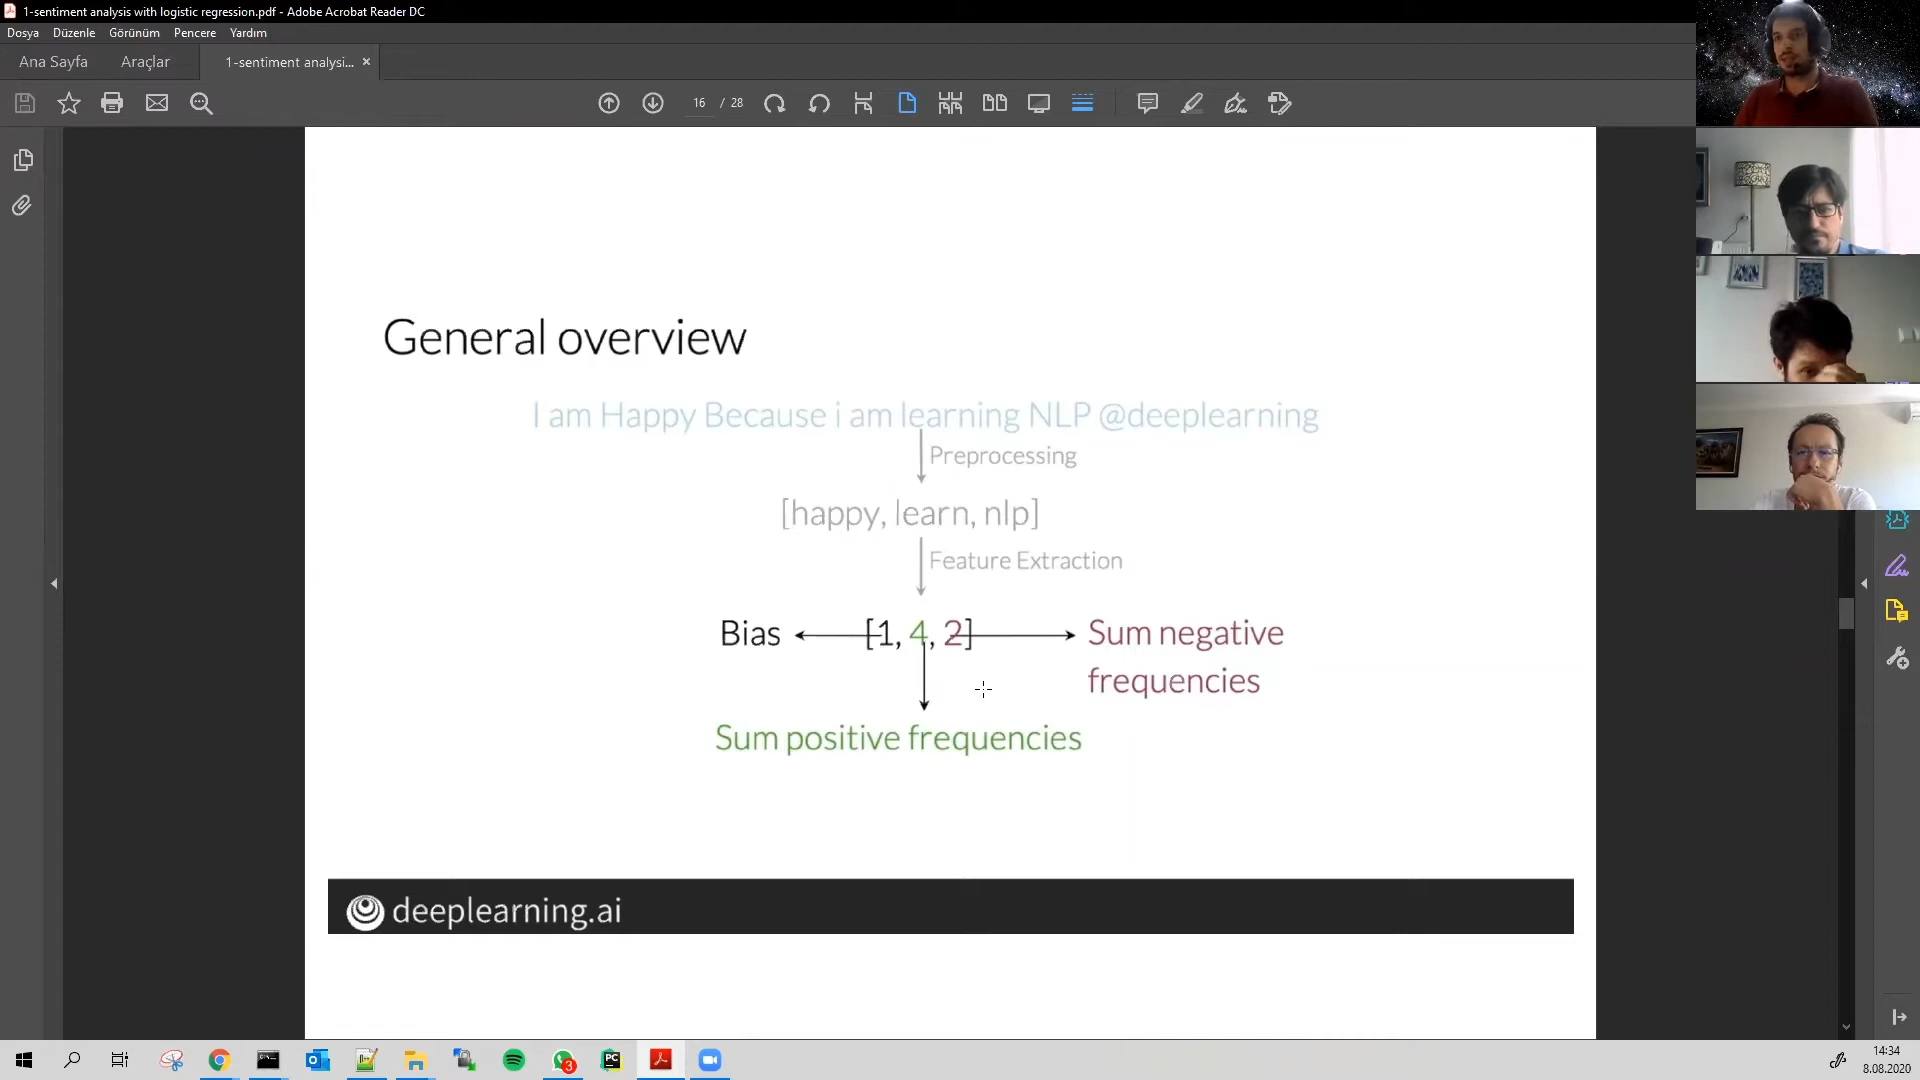 1-sentiment analysis with logistic regression.pdf - Adobe Acrobat Reader DC
Dosya Düzenle Görünüm Pencere Yardım
Ana Sayfa Araçlar 1-sentiment analysi... ×
16 / 28
General overview
I am Happy Because i am learning NLP @deeplearning
Preprocessing
[happy, learn, nlp]
Feature Extraction
Bias [1, 4, 2] Sum negative
frequencies
Sum positive frequencies
deeplearning.ai
3
PC
14:34
8.08.2020